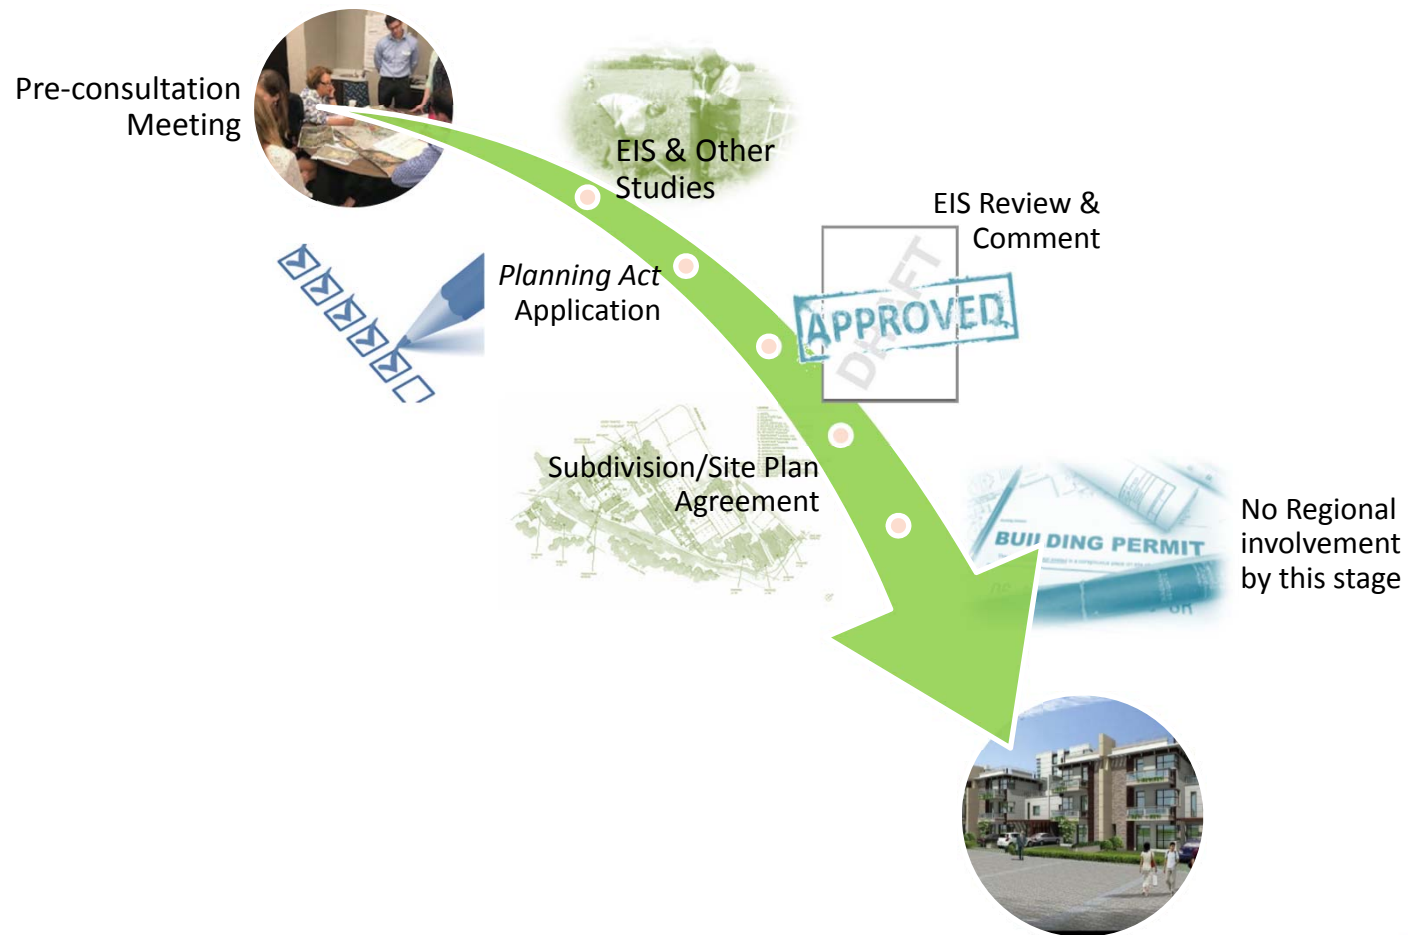 Pre-consultation
Meeting
EIS & Other
Studies
EIS Review &
Comment
Planning Act
Application
DRAFT
APPROVED
Subdivision/Site Plan
Agreement
BUILDING PERMIT
No Regional
involvement
by this stage